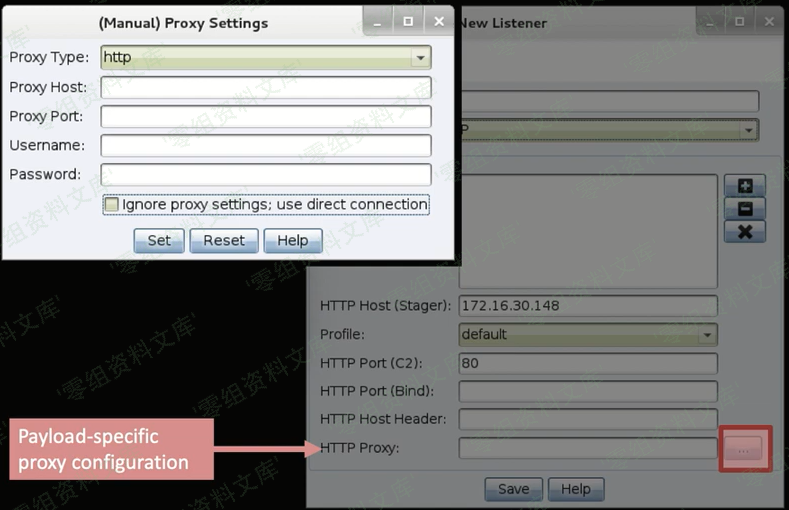 (Manual) Proxy Settings
Proxy Type: http
Proxy Host:
Proxy Port:
Username:
Password:
Ignore proxy settings; use direct connection
Set Reset Help
New Listener
P
HTTP Host (Stager): 172.16.30.148
Profile: default
HTTP Port (C2): 80
HTTP Port (Bind):
HTTP Host Header:
HTTP Proxy: ...
Save Help
Payload-specific
proxy configuration
'零组资料文库'